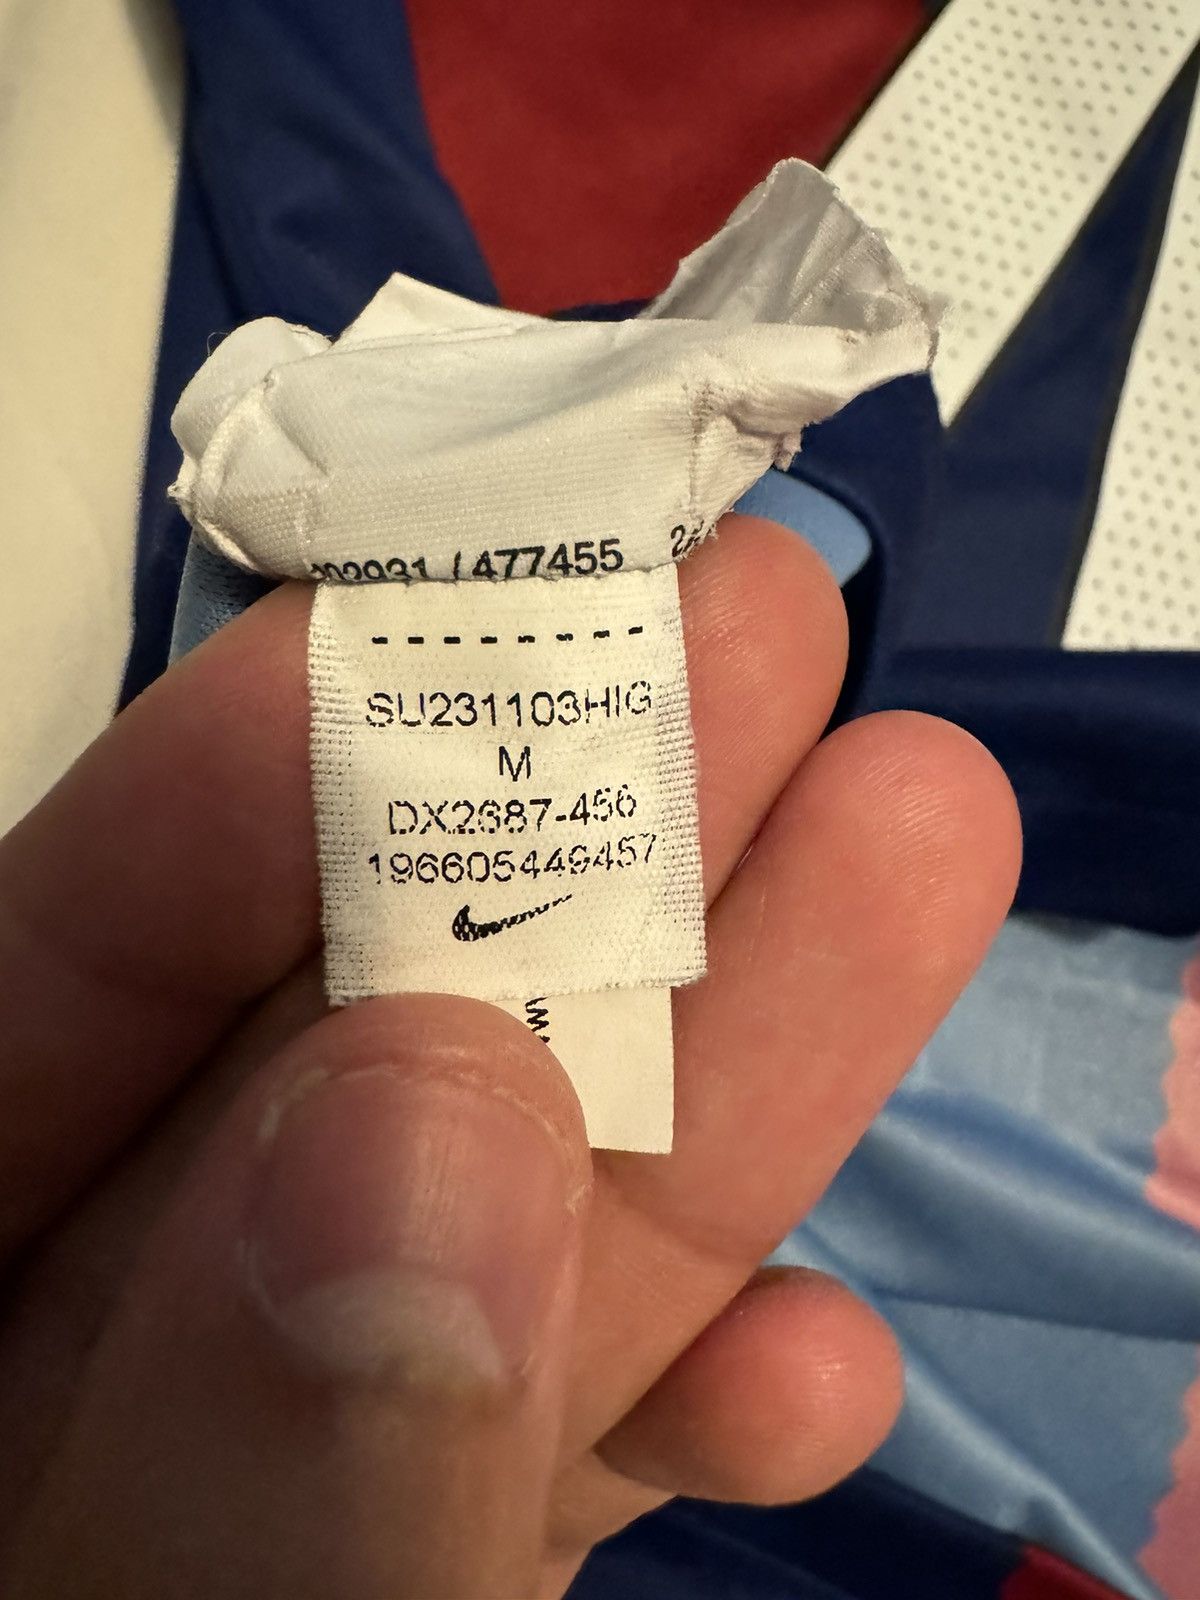 / 477455
--------
SU231103HIG
M
DX2687-456
196605449457